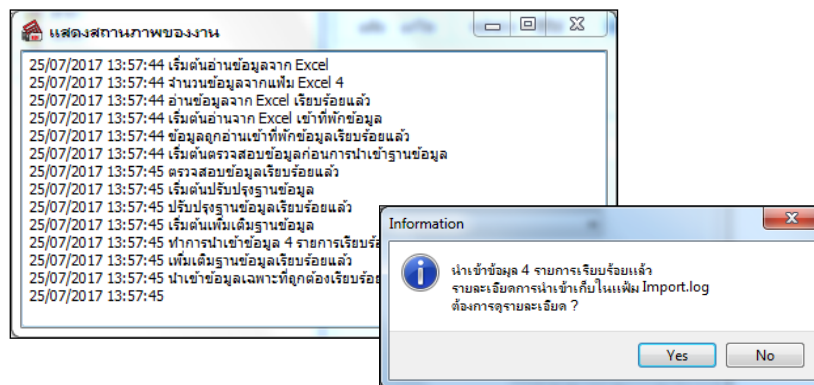 แสดงสถานภาพของงาน
25/07/2017 13:57:44 เริ่มต้นอ่านข้อมูลจาก Excel
25/07/2017 13:57:44 จำนวนข้อมูลจากแฟ้ม Excel 4
25/07/2017 13:57:44 อ่านข้อมูลจาก Excel เรียบร้อยแล้ว
25/07/2017 13:57:44 เริ่มต้นอ่านจาก Excel เข้าที่พักข้อมูล
25/07/2017 13:57:44 ข้อมูลถูกอ่านเข้าที่พักข้อมูลเรียบร้อยแล้ว
25/07/2017 13:57:44 เริ่มต้นตรวจสอบข้อมูลก่อนการนำเข้าฐานข้อมูล
25/07/2017 13:57:45 ตรวจสอบข้อมูลเรียบร้อยแล้ว
25/07/2017 13:57:45 เริ่มต้นปรับปรุงฐานข้อมูล
25/07/2017 13:57:45 ปรับปรุงฐานข้อมูลเรียบร้อยแล้ว
25/07/2017 13:57:45 เริ่มต้นเพิ่มเติมฐานข้อมูล
25/07/2017 13:57:45 ทำการนำเข้าข้อมูล 4 รายการเรียบร้
25/07/2017 13:57:45 เพิ่มเติมฐานข้อมูลเรียบร้อยแล้ว
25/07/2017 13:57:45 นำเข้าข้อมูลเฉพาะที่ถูกต้องเรียบร้อย
25/07/2017 13:57:45
Information
นำเข้าข้อมูล 4 รายการเรียบร้อยแล้ว
รายละเอียดการนำเข้าเก็บในแฟ้ม Import.log
ต้องการดูรายละเอียด ?
Yes No